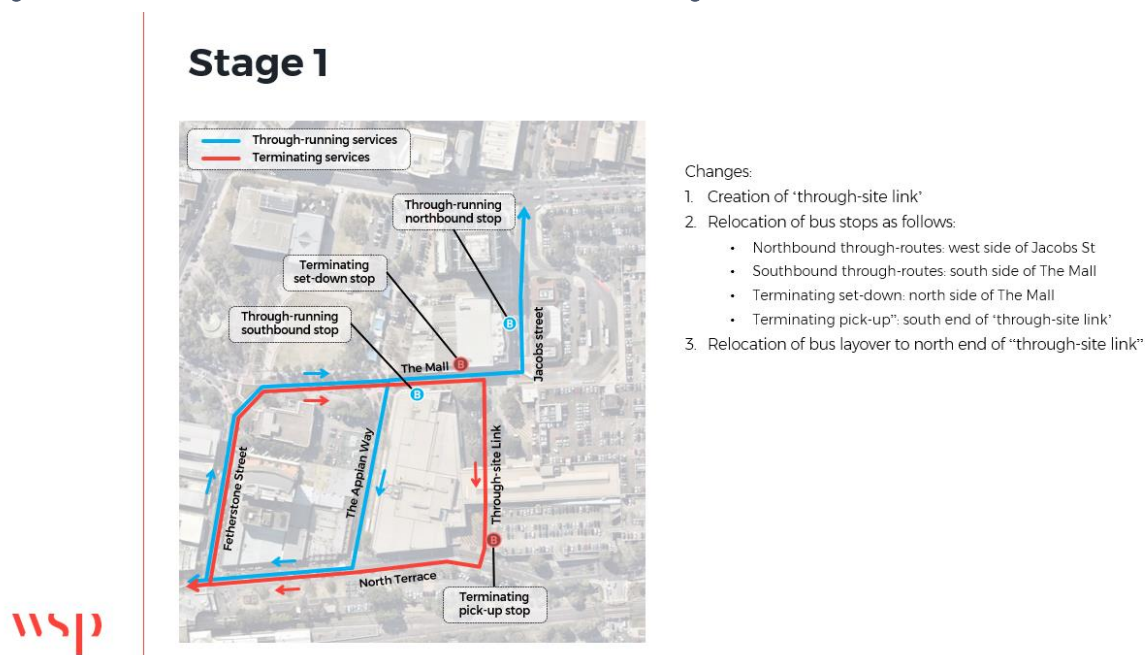 Stage 1
Through-running services
Terminating services
Through-running
northbound stop
Terminating
set-down stop
Through-running
southbound stop
B
Jacobs street
The Mall
B
B
Fetherstone Street
The Appian Way
Through-site Link
B
North Terrace
Terminating
pick-up stop
Changes:
1. Creation of ‘through-site link’
2. Relocation of bus stops as follows:
• Northbound through-routes: west side of Jacobs St
• Southbound through-routes: south side of The Mall
• Terminating set-down: north side of The Mall
• Terminating pick-up”: south end of ‘through-site link’
3. Relocation of bus layover to north end of “through-site link”
wsp